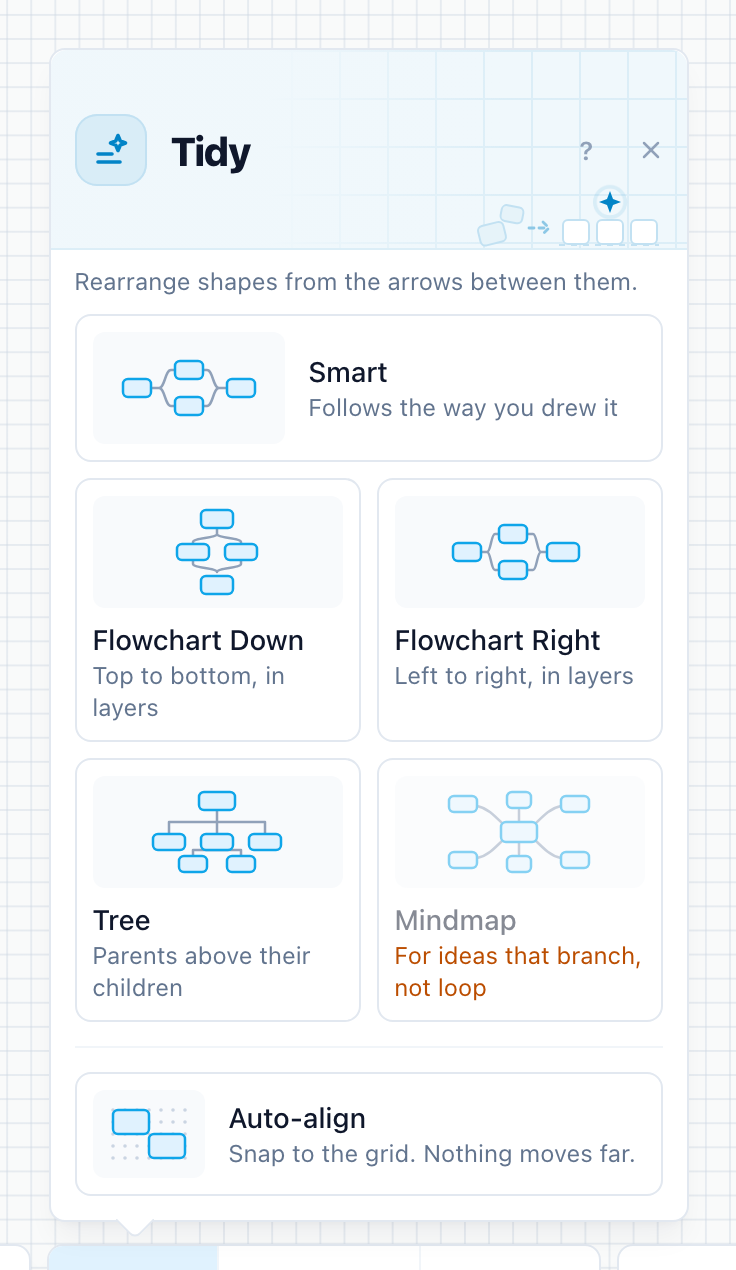 Tidy
?
Rearrange shapes from the arrows between them.
Smart
Follows the way you drew it
Flowchart Down
Top to bottom, in
layers
Flowchart Right
Left to right, in layers
Tree
Parents above their
children
Mindmap
For ideas that branch,
not loop
Auto-align
Snap to the grid. Nothing moves far.